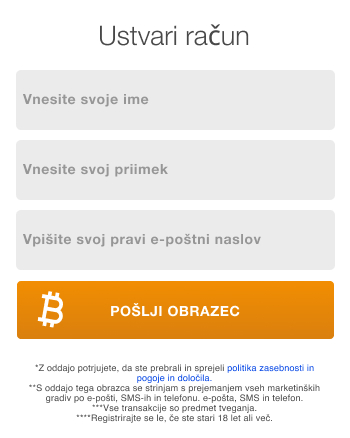 Ustvari račun
Vnesite svoje ime
Vnesite svoj priimek
Vpišite svoj pravi e-poštni naslov
POŠLJI OBRAZEC
*Z oddajo potrjujete, da ste prebrali in sprejeli politika zasebnosti in
pogoje in določila.
**S oddajo tega obrazca se strinjam s prejemanjem vseh marketinških
gradiv po e-pošti, SMS-ih in telefonu. e-pošta, SMS in telefon.
***Vse transakcije so predmet tveganja.
****Registrirajte se le, če ste stari 18 let ali več.